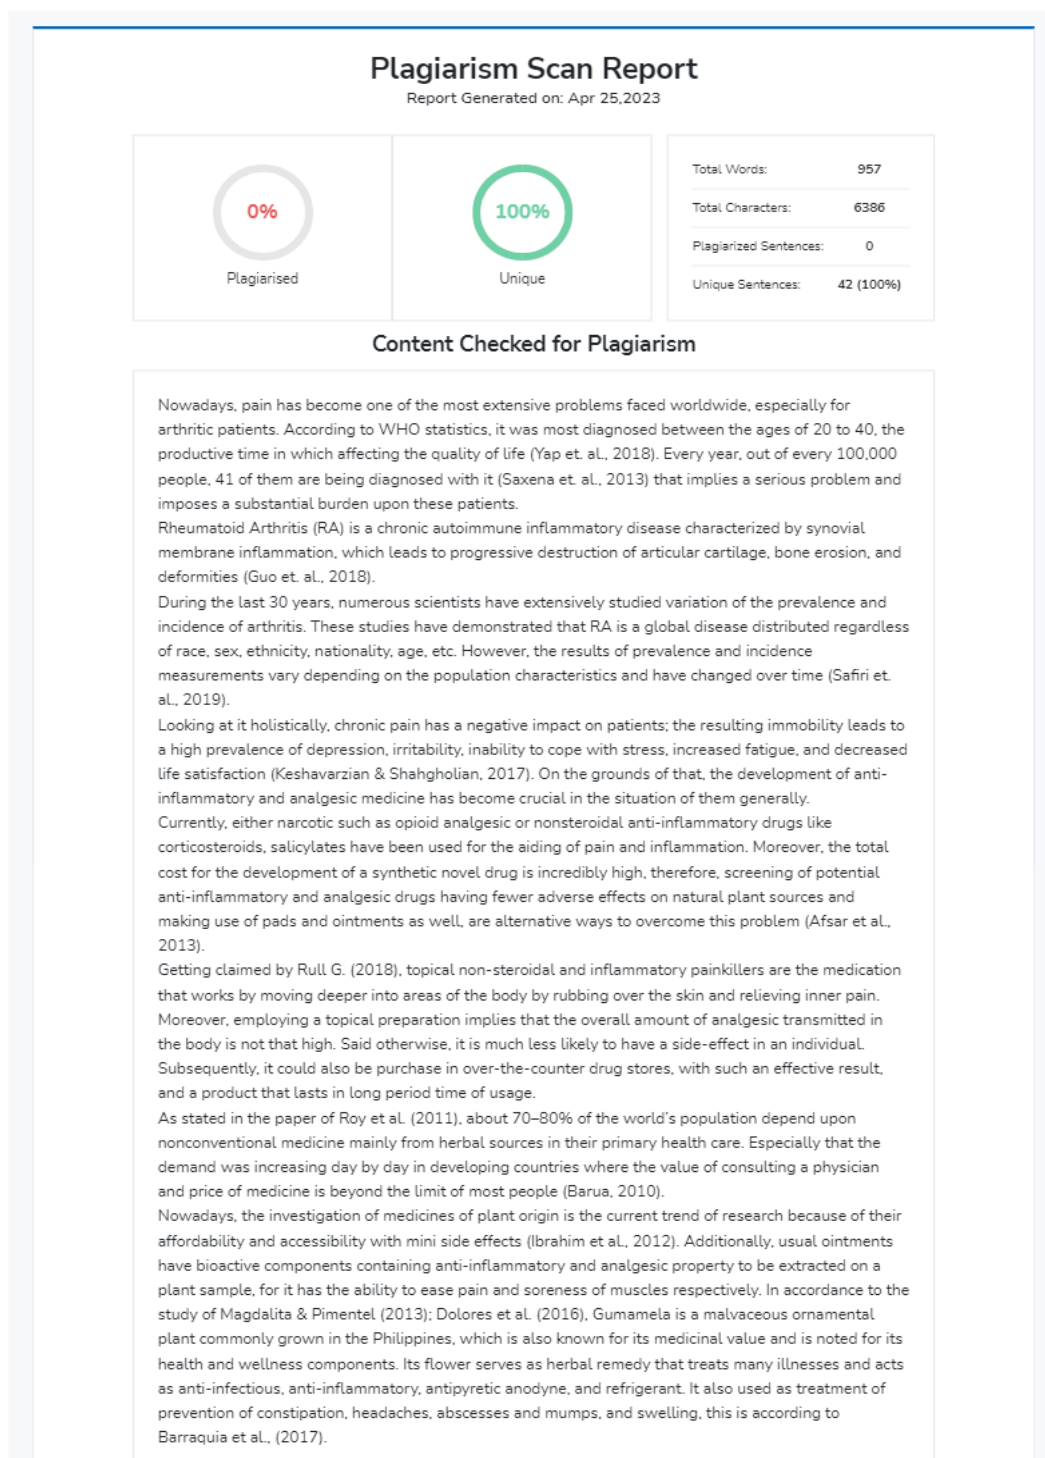 Plagiarism Scan Report
Report Generated on: Apr 25,2023
0%
Plagiarised
100%
Unique
Total Words: 957
Total Characters: 6386
Plagiarized Sentences: 0
Unique Sentences: 42 (100%)
Content Checked for Plagiarism
Nowadays, pain has become one of the most extensive problems faced worldwide, especially for
arthritic patients. According to WHO statistics, it was most diagnosed between the ages of 20 to 40, the
productive time in which affecting the quality of life (Yap et. al., 2018). Every year, out of every 100,000
people, 41 of them are being diagnosed with it (Saxena et. al., 2013) that implies a serious problem and
imposes a substantial burden upon these patients.
Rheumatoid Arthritis (RA) is a chronic autoimmune inflammatory disease characterized by synovial
membrane inflammation, which leads to progressive destruction of articular cartilage, bone erosion, and
deformities (Guo et. al., 2018).
During the last 30 years, numerous scientists have extensively studied variation of the prevalence and
incidence of arthritis. These studies have demonstrated that RA is a global disease distributed regardless
of race, sex, ethnicity, nationality, age, etc. However, the results of prevalence and incidence
measurements vary depending on the population characteristics and have changed over time (Safiri et.
al., 2019).
Looking at it holistically, chronic pain has a negative impact on patients; the resulting immobility leads to
a high prevalence of depression, irritability, inability to cope with stress, increased fatigue, and decreased
life satisfaction (Keshavarzian & Shahgholian, 2017). On the grounds of that, the development of anti-
inflammatory and analgesic medicine has become crucial in the situation of them generally.
Currently, either narcotic such as opioid analgesic or nonsteroidal anti-inflammatory drugs like
corticosteroids, salicylates have been used for the aiding of pain and inflammation. Moreover, the total
cost for the development of a synthetic novel drug is incredibly high, therefore, screening of potential
anti-inflammatory and analgesic drugs having fewer adverse effects on natural plant sources and
making use of pads and ointments as well, are alternative ways to overcome this problem (Afsar et al.,
2013).
Getting claimed by Rull G. (2018), topical non-steroidal and inflammatory painkillers are the medication
that works by moving deeper into areas of the body by rubbing over the skin and relieving inner pain.
Moreover, employing a topical preparation implies that the overall amount of analgesic transmitted in
the body is not that high. Said otherwise, it is much less likely to have a side-effect in an individual.
Subsequently, it could also be purchase in over-the-counter drug stores, with such an effective result,
and a product that lasts in long period time of usage.
As stated in the paper of Roy et al. (2011), about 70–80% of the world's population depend upon
nonconventional medicine mainly from herbal sources in their primary health care. Especially that the
demand was increasing day by day in developing countries where the value of consulting a physician
and price of medicine is beyond the limit of most people (Barua, 2010).
Nowadays, the investigation of medicines of plant origin is the current trend of research because of their
affordability and accessibility with mini side effects (Ibrahim et al., 2012). Additionally, usual ointments
have bioactive components containing anti-inflammatory and analgesic property to be extracted on a
plant sample, for it has the ability to ease pain and soreness of muscles respectively. In accordance to the
study of Magdalita & Pimentel (2013); Dolores et al. (2016), Gumamela is a malvaceous ornamental
plant commonly grown in the Philippines, which is also known for its medicinal value and is noted for its
health and wellness components. Its flower serves as herbal remedy that treats many illnesses and acts
as anti-infectious, anti-inflammatory, antipyretic anodyne, and refrigerant. It also used as treatment of
prevention of constipation, headaches, abscesses and mumps, and swelling, this is according to
Barraquia et al., (2017).